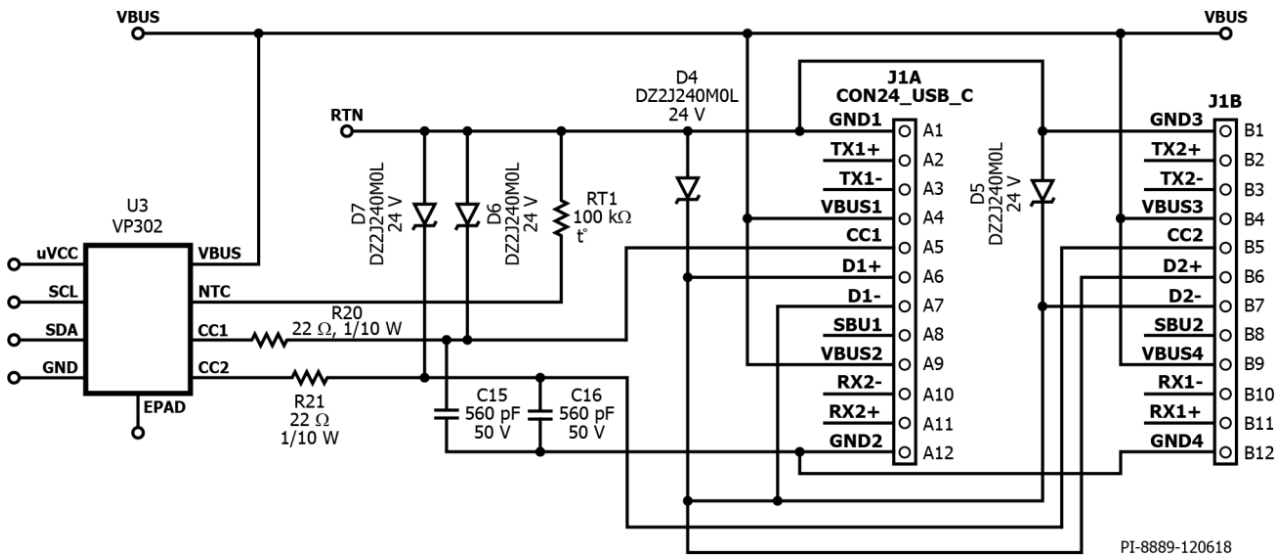 VBUS
VBUS
D4
DZ2J240M0L
24 V
J1A
CON24_USB_C
J1B
RTN
GND1
A1
TX1+
A2
TX1-
A3
VBUS1
A4
CC1
A5
D1+
A6
D1-
A7
SBU1
A8
VBUS2
A9
RX2-
A10
RX2+
A11
GND2
A12
D5
DZ2J240M0L
24 V
GND3
B1
TX2+
B2
TX2-
B3
VBUS3
B4
CC2
B5
D2+
B6
D2-
B7
SBU2
B8
VBUS4
B9
RX1-
B10
RX1+
B11
GND4
B12
D7
DZ2J240M0L
24 V
D6
DZ2J240M0L
24 V
RT1
100 kΩ
t°
U3
VP302
uVCC
SCL
SDA
GND
VBUS
NTC
CC1
CC2
EPAD
R20
22 Ω, 1/10 W
R21
22 Ω
1/10 W
C15
560 pF
50 V
C16
560 pF
50 V
PI-8889-120618